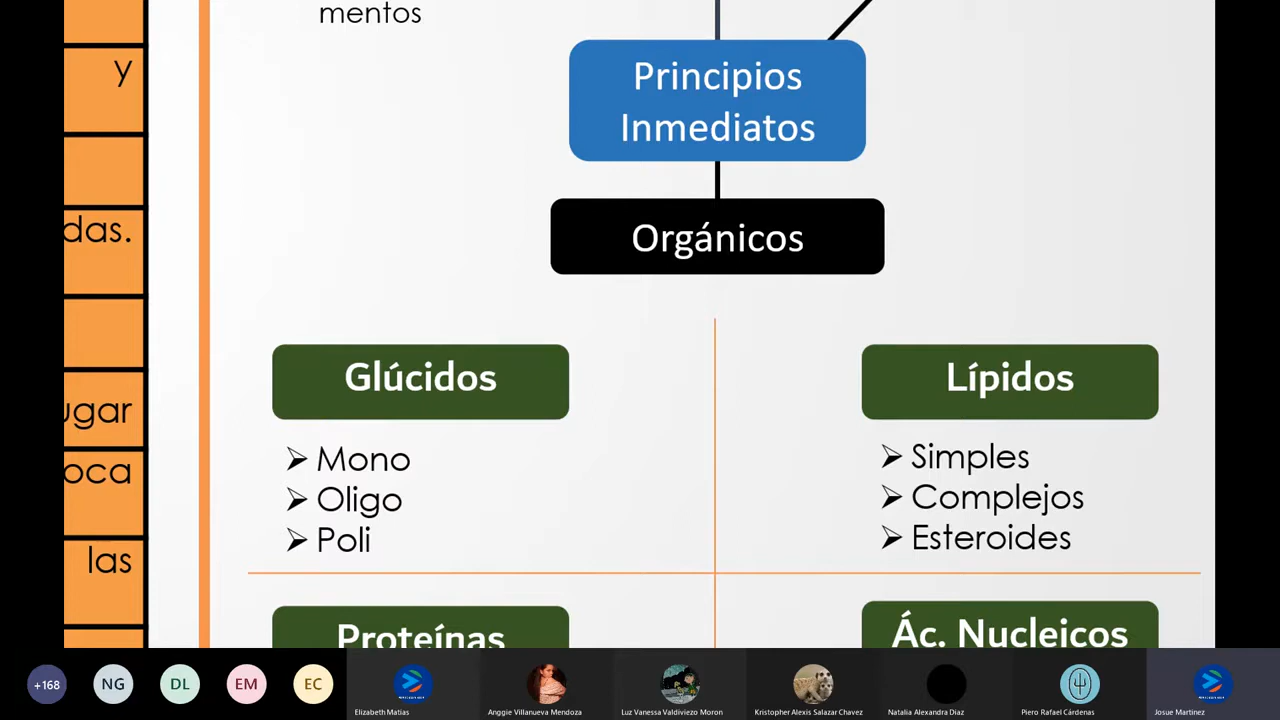 mentos
y
das.
ugar
oca
las
Principios
Inmediatos
Orgánicos
Glúcidos
➢ Mono
➢ Oligo
➢ Poli
Lípidos
➢ Simples
➢ Complejos
➢ Esteroides
Proteínas
Ác. Nucleicos
+168
NG
DL
EM
EC
Elizabeth Matias
Anggie Villanueva Mendoza
Luz Vanessa Valdiviezo Moron
Kristopher Alexis Salazar Chavez
Natalia Alexandra Diaz
Piero Rafael Cárdenas
Josue Martinez